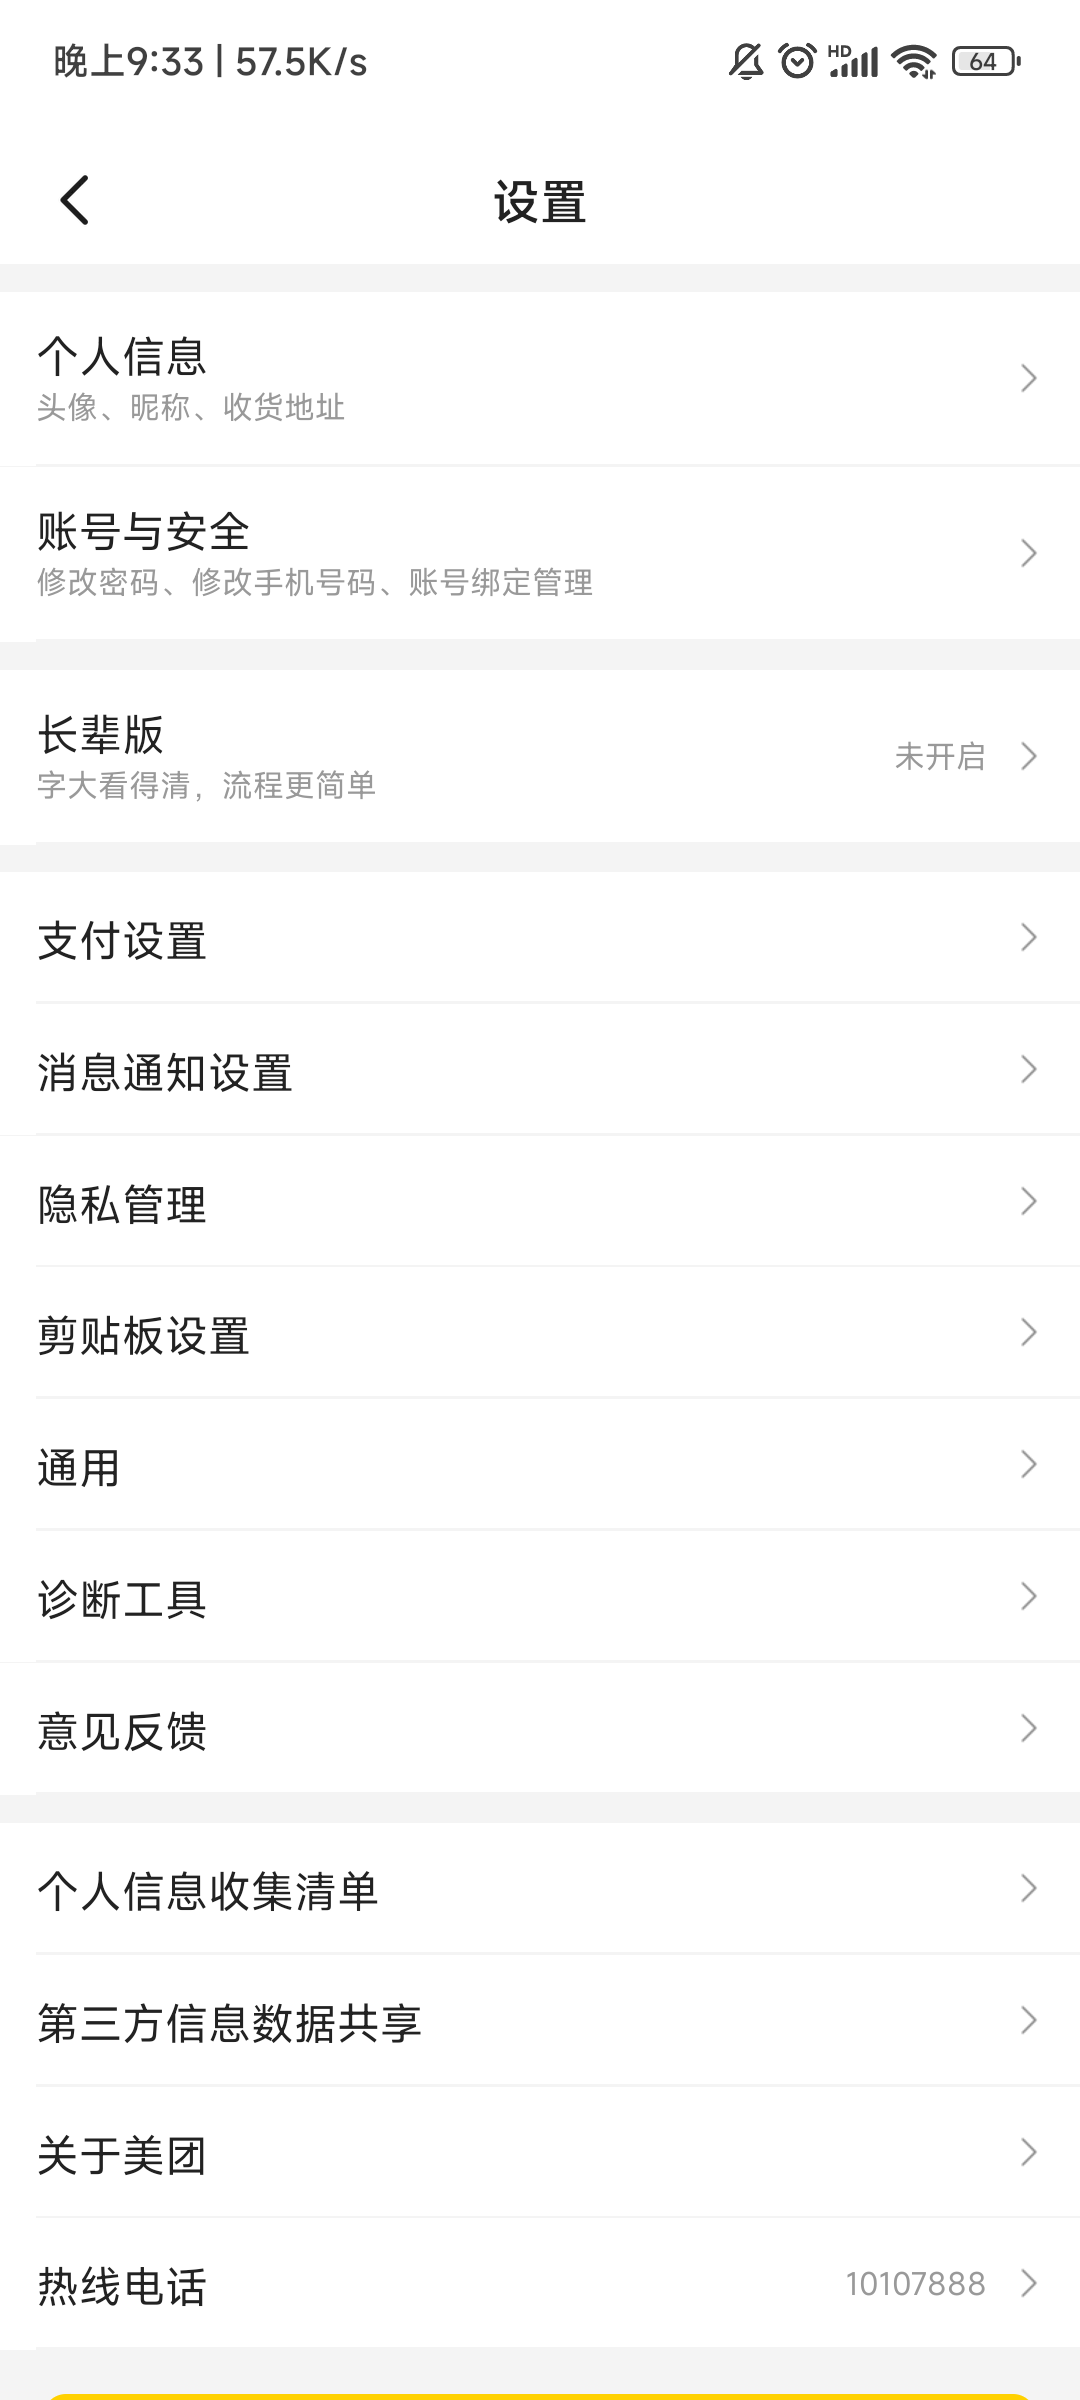 晚上9:33 | 57.5K/s
HD
64
设置
个人信息
头像、昵称、收货地址
账号与安全
修改密码、修改手机号码、账号绑定管理
长辈版
未开启
字大看得清，流程更简单
支付设置
消息通知设置
隐私管理
剪贴板设置
通用
诊断工具
意见反馈
个人信息收集清单
第三方信息数据共享
关于美团
热线电话
10107888